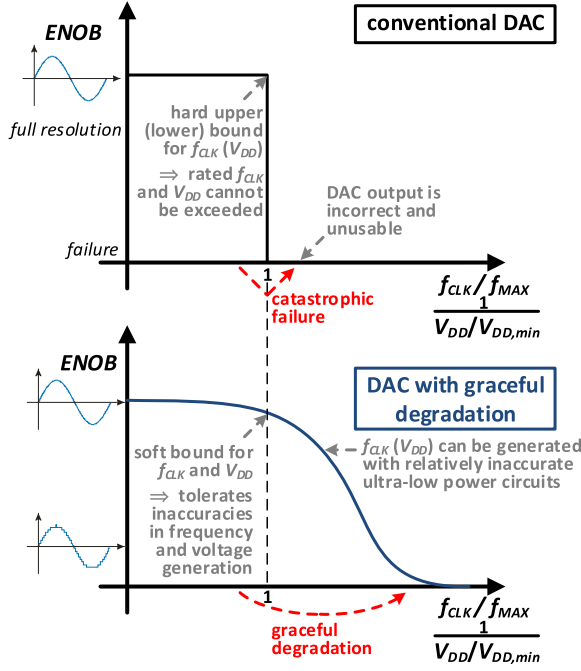 ENOB
conventional DAC
full resolution
hard upper
(lower) bound
for fCLK (VDD)
⇒ rated fCLK
and VDD cannot
be exceeded
DAC output is
incorrect and
unusable
failure
1
catastrophic
failure
fCLK/fMAX
1
VDD/VDD,min
ENOB
DAC with graceful
degradation
soft bound for
fCLK and VDD
⇒ tolerates
inaccuracies
in frequency
and voltage
generation
fCLK (VDD) can be generated
with relatively inaccurate
ultra-low power circuits
1
graceful
degradation
fCLK/fMAX
1
VDD/VDD,min